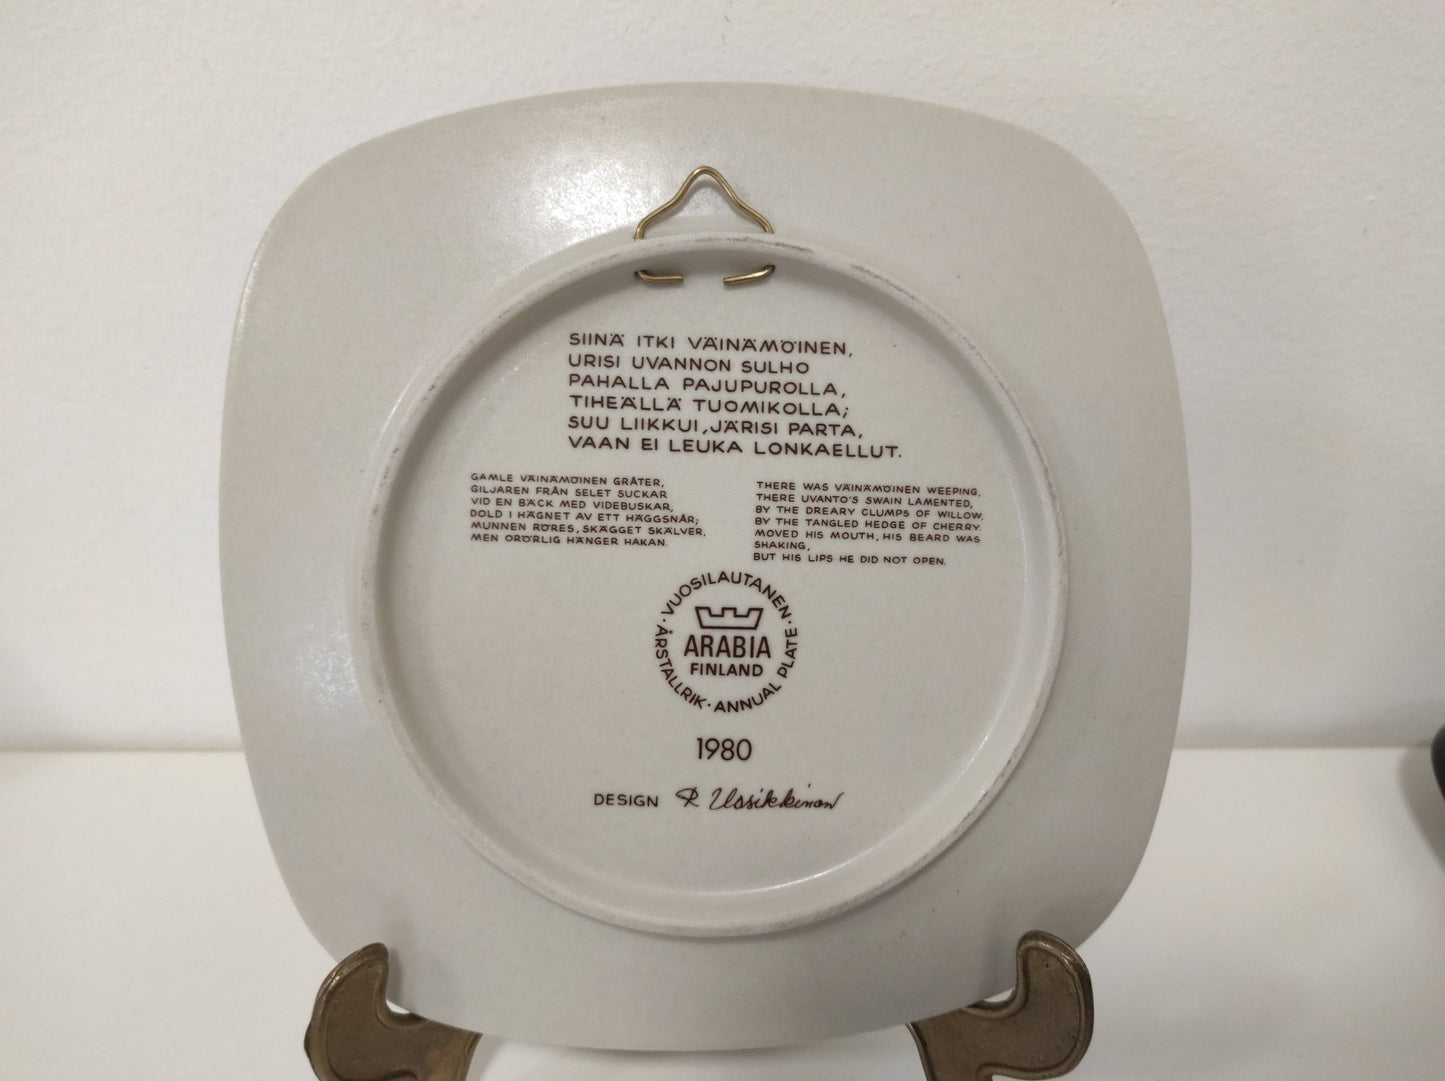 SIINÄ ITKI VÄINÄMÖINEN,
URISI UVANNON SULHO
PAHALLA PAJUPUROLLA,
TIHEÄLLÄ TUOMIKOLLA;
SUU LIIKKUI, JÄRISI PARTA,
VAAN EI LEUKA LONKAELLUT.
GAMLE VÄINÄMÖINEN GRÅTER,
GILJAREN FRÅN SELET SUCKAR
VID EN BÄCK MED VIDEBUSKAR,
DOLD I HÄGNET AV ETT HÄGGSNÅR;
MUNNEN RÖRES, SKÄGGET SKÄLVER,
MEN ORÖRLIG HÄNGER HAKAN.
THERE WAS VÄINÄMÖINEN WEEPING,
THERE UVANTO'S SWAIN LAMENTED,
BY THE DREARY CLUMPS OF WILLOW,
BY THE TANGLED HEDGE OF CHERRY.
MOVED HIS MOUTH, HIS BEARD WAS
SHAKING,
BUT HIS LIPS HE DID NOT OPEN.
· VUOSILAUTANEN ·
ÅRSTALLRIK · ANNUAL PLATE
ARABIA
FINLAND
1980
DESIGN R Uosikkinen